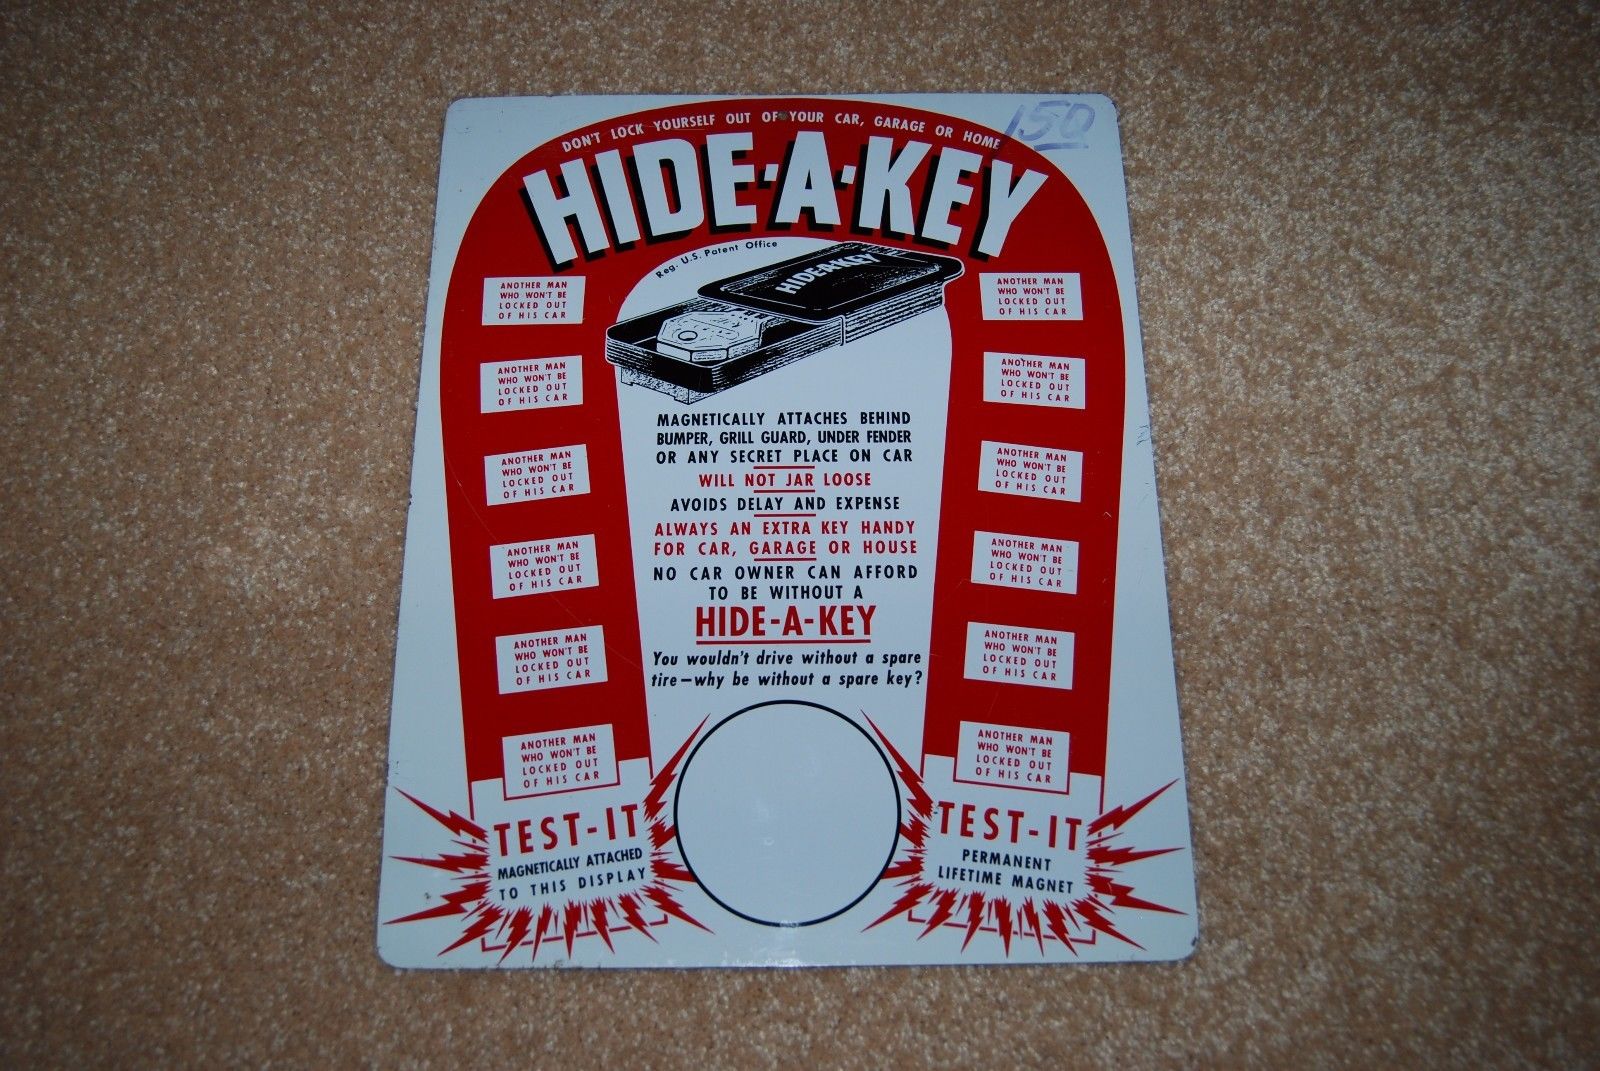 DON'T LOCK YOURSELF OUT OF YOUR CAR, GARAGE OR HOME
150
HIDE-A-KEY
Reg. U.S. Patent Office
HIDE-A-KEY
ANOTHER MAN
WHO WON'T BE
LOCKED OUT
OF HIS CAR
ANOTHER MAN
WHO WON'T BE
LOCKED OUT
OF HIS CAR
ANOTHER MAN
WHO WON'T BE
LOCKED OUT
OF HIS CAR
ANOTHER MAN
WHO WON'T BE
LOCKED OUT
OF HIS CAR
ANOTHER MAN
WHO WON'T BE
LOCKED OUT
OF HIS CAR
ANOTHER MAN
WHO WON'T BE
LOCKED OUT
OF HIS CAR
MAGNETICALLY ATTACHES BEHIND
BUMPER, GRILL GUARD, UNDER FENDER
OR ANY SECRET PLACE ON CAR
WILL NOT JAR LOOSE
AVOIDS DELAY AND EXPENSE
ALWAYS AN EXTRA KEY HANDY
FOR CAR, GARAGE OR HOUSE
NO CAR OWNER CAN AFFORD
TO BE WITHOUT A
HIDE-A-KEY
You wouldn't drive without a spare
tire—why be without a spare key?
ANOTHER MAN
WHO WON'T BE
LOCKED OUT
OF HIS CAR
ANOTHER MAN
WHO WON'T BE
LOCKED OUT
OF HIS CAR
ANOTHER MAN
WHO WON'T BE
LOCKED OUT
OF HIS CAR
ANOTHER MAN
WHO WON'T BE
LOCKED OUT
OF HIS CAR
ANOTHER MAN
WHO WON'T BE
LOCKED OUT
OF HIS CAR
ANOTHER MAN
WHO WON'T BE
LOCKED OUT
OF HIS CAR
TEST-IT
MAGNETICALLY ATTACHED
TO THIS DISPLAY
TEST-IT
PERMANENT
LIFETIME MAGNET